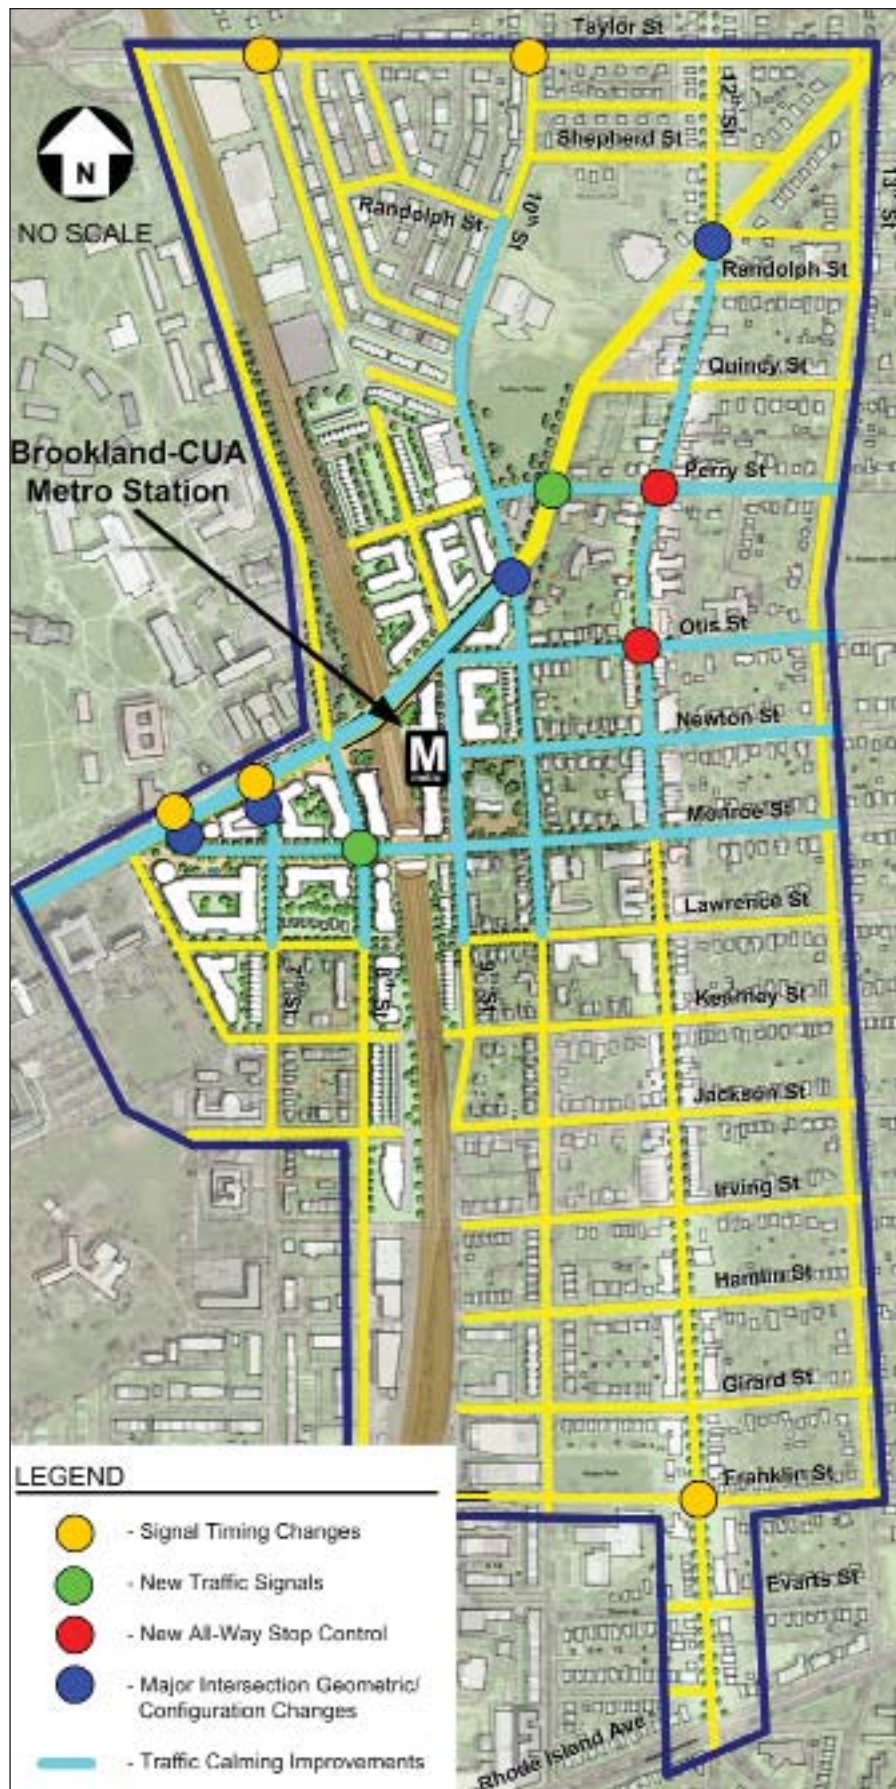 Taylor St
12th St
Shepherd St
13th St
N
10th St
Randolph St
NO SCALE
Randolph St
Quincy St
Brookland-CUA
Metro Station
Perry St
Otis St
Newton St
M
Monroe St
Lawrence St
7th St
8th St
9th St
Kearney St
Jackson St
Irving St
Hamlin St
Girard St
Franklin St
LEGEND
- Signal Timing Changes
- New Traffic Signals
Evarts St
- New All-Way Stop Control
- Major Intersection Geometric/
Configuration Changes
Rhode Island Ave
- Traffic Calming Improvements